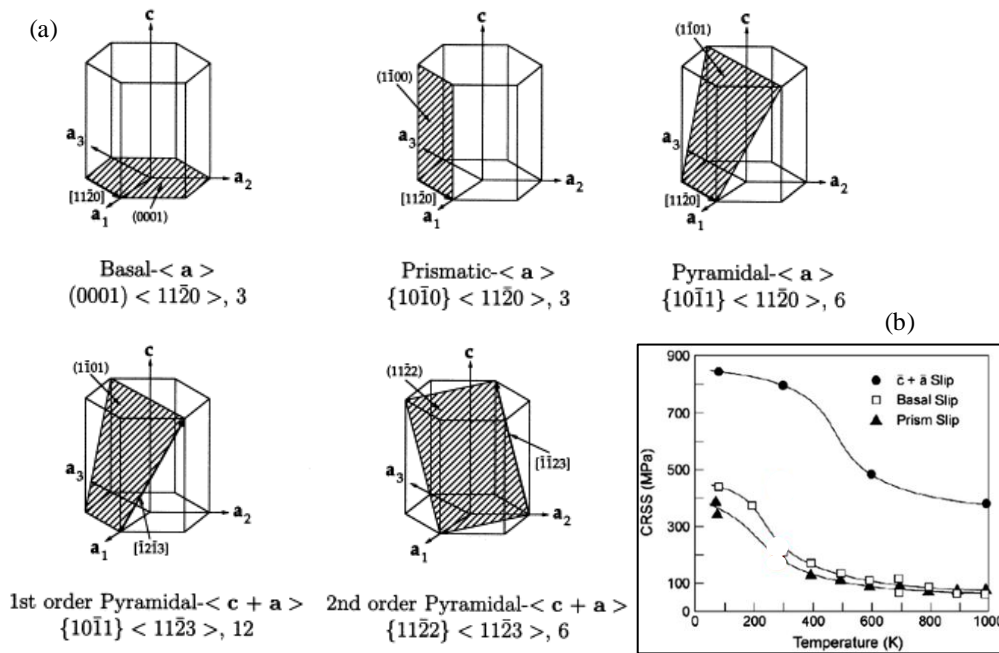 (a)
c
a₃
a₂
[112̄0]
(0001)
a₁
Basal-< a >
(0001) < 112̄0 >, 3
c
(11̄00)
a₃
a₂
[112̄0]
a₁
Prismatic-< a >
{101̄0} < 112̄0 >, 3
c
(11̄01)
a₃
a₂
[112̄0]
a₁
Pyramidal-< a >
{101̄1} < 112̄0 >, 6
c
(11̄01)
a₃
a₂
a₁
[1̄21̄3]
1st order Pyramidal-< c + a >
{101̄1} < 112̄3 >, 12
c
(112̄2)
[1̄1̄23]
a₃
a₂
a₁
2nd order Pyramidal-< c + a >
{112̄2} < 112̄3 >, 6
(b)
900
700
500
300
100
0
CRSS (MPa)
c̄ + ā Slip
Basal Slip
Prism Slip
0 200 400 600 800 1000
Temperature (K)